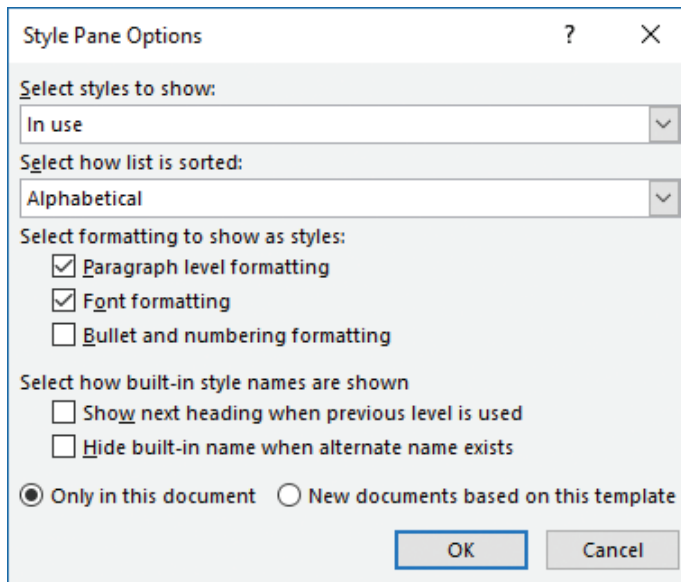 Style Pane Options ?
Select styles to show:
In use
Select how list is sorted:
Alphabetical
Select formatting to show as styles:
Paragraph level formatting
Font formatting
Bullet and numbering formatting
Select how built-in style names are shown
Show next heading when previous level is used
Hide built-in name when alternate name exists
Only in this document New documents based on this template
OK Cancel